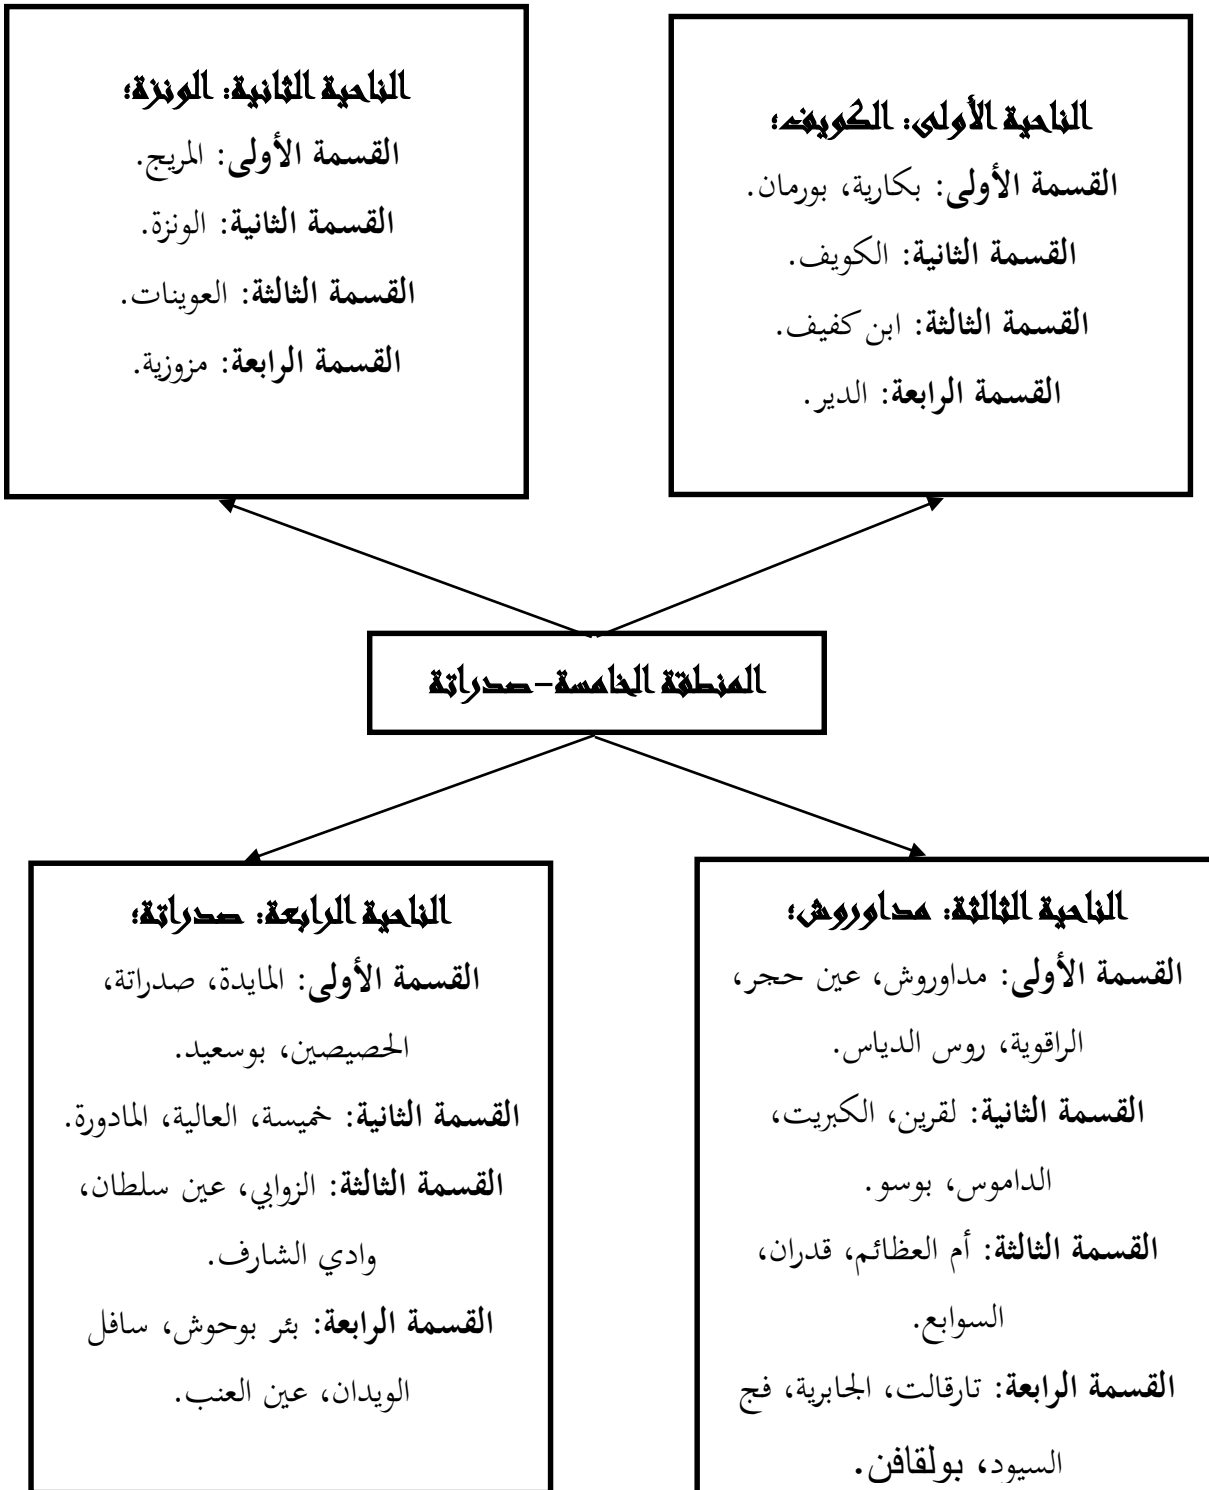 الناحية الأولى: الكويف؛
القسمة الأولى: بكارية، بورمان.
القسمة الثانية: الكويف.
القسمة الثالثة: ابن كفيف.
القسمة الرابعة: الدير.
الناحية الثانية: الونزة؛
القسمة الأولى: المريج.
القسمة الثانية: الونزة.
القسمة الثالثة: العوينات.
القسمة الرابعة: مزوزية.
المنطقة الخامسة-صدراتة
الناحية الثالثة: مداوروش؛
القسمة الأولى: مداوروش، عين حجر،
الراقوية، روس الدياس.
القسمة الثانية: لقرين، الكبريت،
الداموس، بوسو.
القسمة الثالثة: أم العظائم، قدران،
السوابع.
القسمة الرابعة: تارقالت، الجابرية، فج
السيود، بولقافن.
الناحية الرابعة: صدراتة؛
القسمة الأولى: المايدة، صدراتة،
الحصيصين، بوسعيد.
القسمة الثانية: خميسة، العالية، المادورة.
القسمة الثالثة: الزوابي، عين سلطان،
وادي الشارف.
القسمة الرابعة: بئر بوحوش، سافل
الويدان، عين العنب.